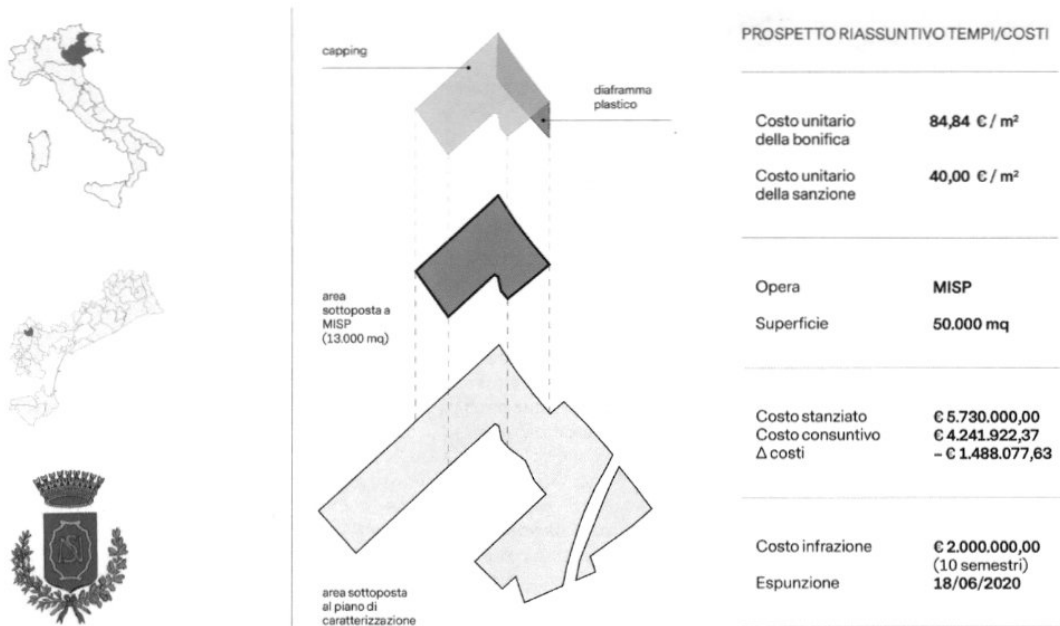 capping
diaframma
plastico
area
sottoposta a
MISP
(13.000 mq)
area sottoposta
al piano di
caratterizzazione
PROSPETTO RIASSUNTIVO TEMPI/COSTI
Costo unitario
della bonifica
84,84 € / m²
Costo unitario
della sanzione
40,00 € / m²
Opera MISP
Superficie 50.000 mq
Costo stanziato € 5.730.000,00
Costo consuntivo € 4.241.922,37
Δ costi – € 1.488.077,63
Costo infrazione € 2.000.000,00
(10 semestri)
Espunzione 18/06/2020